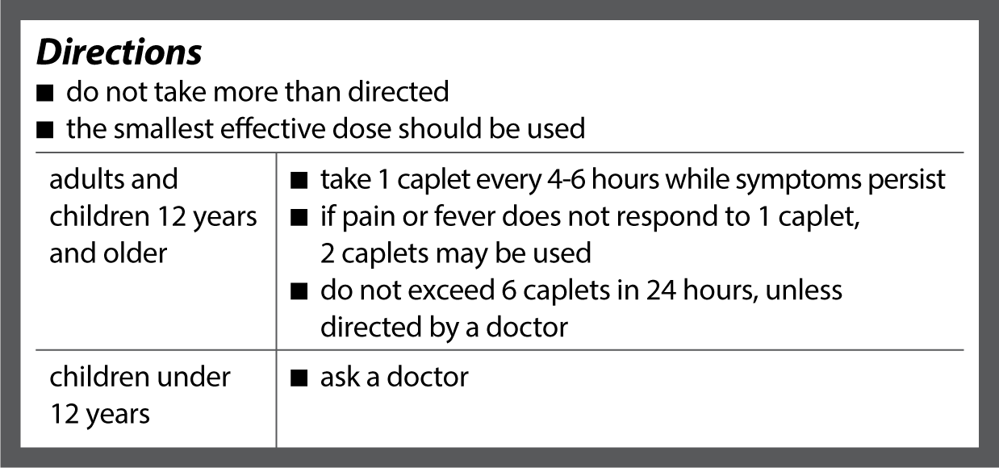 Directions
■ do not take more than directed
■ the smallest effective dose should be used
adults and
children 12 years
and older
■ take 1 caplet every 4-6 hours while symptoms persist
■ if pain or fever does not respond to 1 caplet,
2 caplets may be used
■ do not exceed 6 caplets in 24 hours, unless
directed by a doctor
children under
12 years
■ ask a doctor